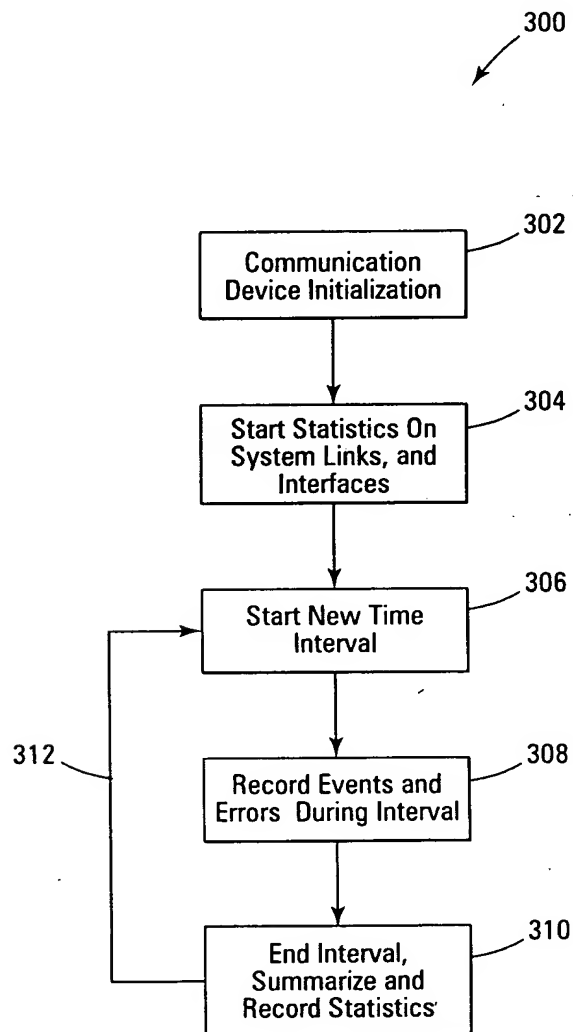 300
302
Communication
Device Initialization
304
Start Statistics On
System Links, and
Interfaces
306
Start New Time
Interval
312
308
Record Events and
Errors During Interval
310
End Interval,
Summarize and
Record Statistics